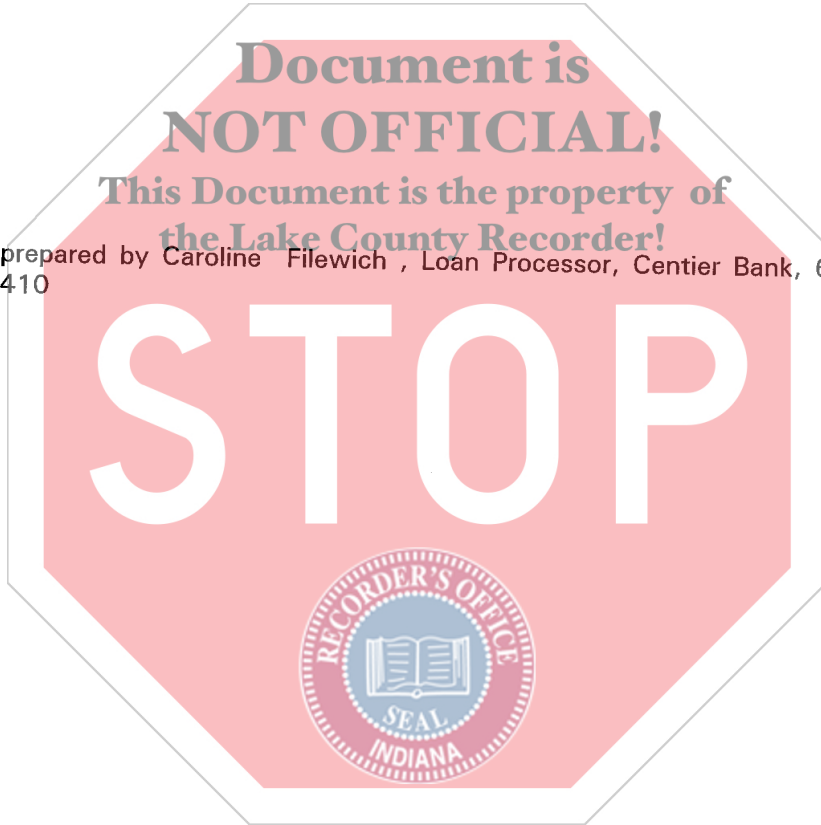 Document is
NOT OFFICIAL!
This Document is the property of
the Lake County Recorder!
prepared by Caroline Filewich , Loan Processor, Centier Bank, 6
410
STOP
RECORDER'S OFFICE
SEAL
INDIANA